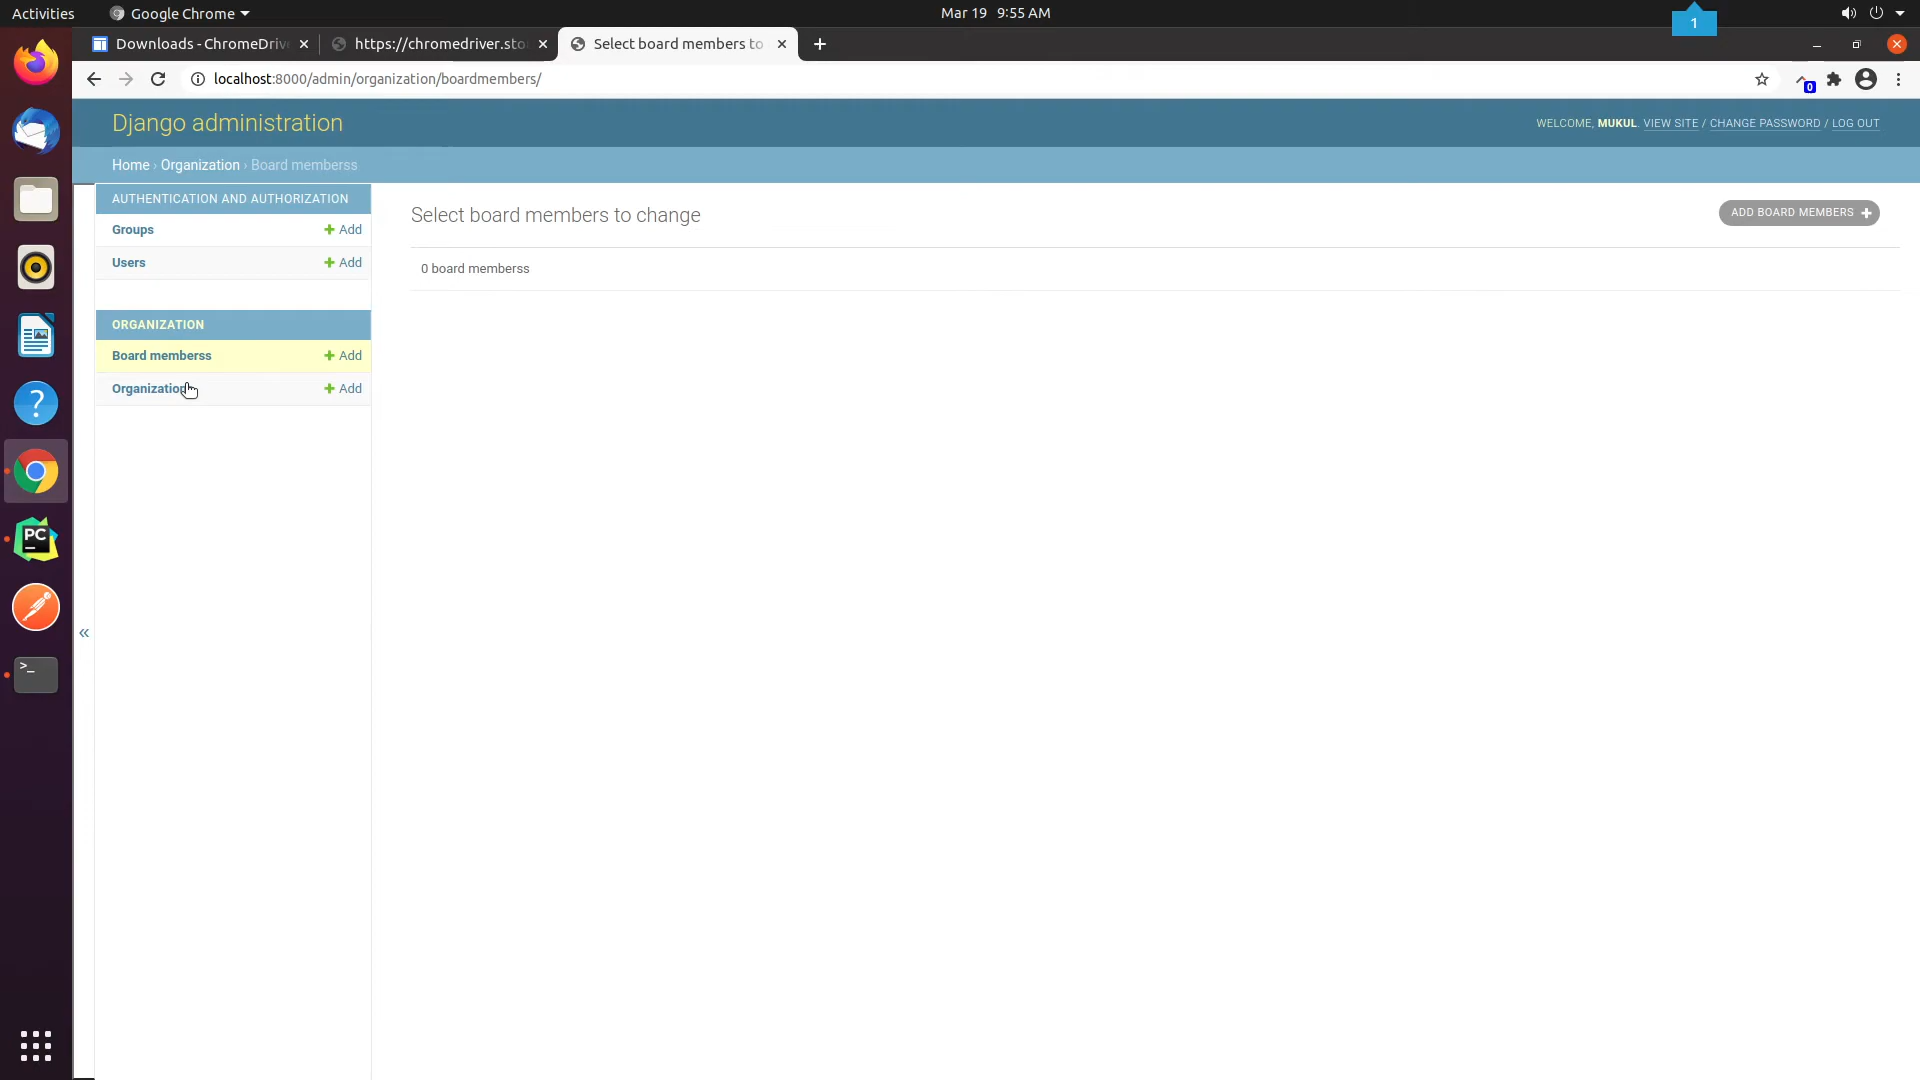 Activities
Google Chrome
Mar 19 9:55 AM
1
Downloads - ChromeDriv
https://chromedriver.sto
Select board members to
localhost:8000/admin/organization/boardmembers/
0
Django administration
WELCOME, MUKUL. VIEW SITE / CHANGE PASSWORD / LOG OUT
Home › Organization › Board memberss
AUTHENTICATION AND AUTHORIZATION
Groups + Add
Users + Add
ORGANIZATION
Board memberss + Add
Organization + Add
«
Select board members to change
ADD BOARD MEMBERS +
0 board memberss
PC
>_